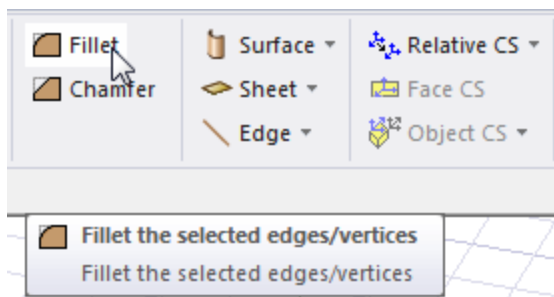 Fillet
Chamfer
Surface
Sheet
Edge
Relative CS
Face CS
Object CS
Fillet the selected edges/vertices
Fillet the selected edges/vertices